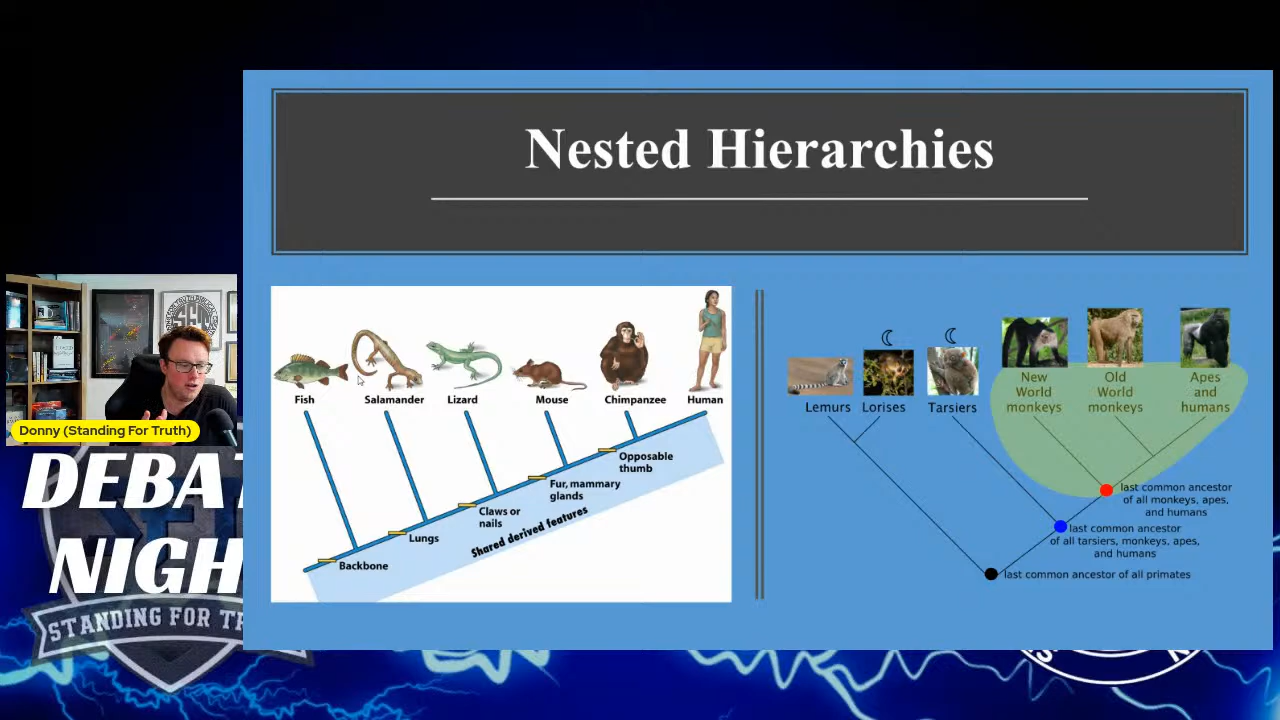 Nested Hierarchies
Fish
Salamander
Lizard
Mouse
Chimpanzee
Human
Opposable
thumb
Fur, mammary
glands
Claws or
nails
Lungs
Backbone
Shared derived features
Lemurs
Lorises
Tarsiers
New
World
monkeys
Old
World
monkeys
Apes
and
humans
last common ancestor
of all monkeys, apes,
and humans
last common ancestor
of all tarsiers, monkeys, apes,
and humans
last common ancestor of all primates
Donny (Standing For Truth)
DEBAT
NIGH
STANDING FOR TR